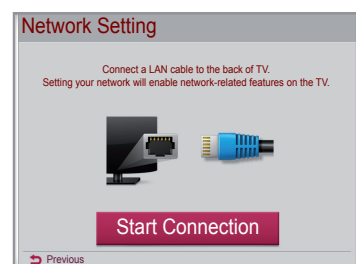 Network Setting
Connect a LAN cable to the back of TV.
Setting your network will enable network-related features on the TV.
Start Connection
Previous